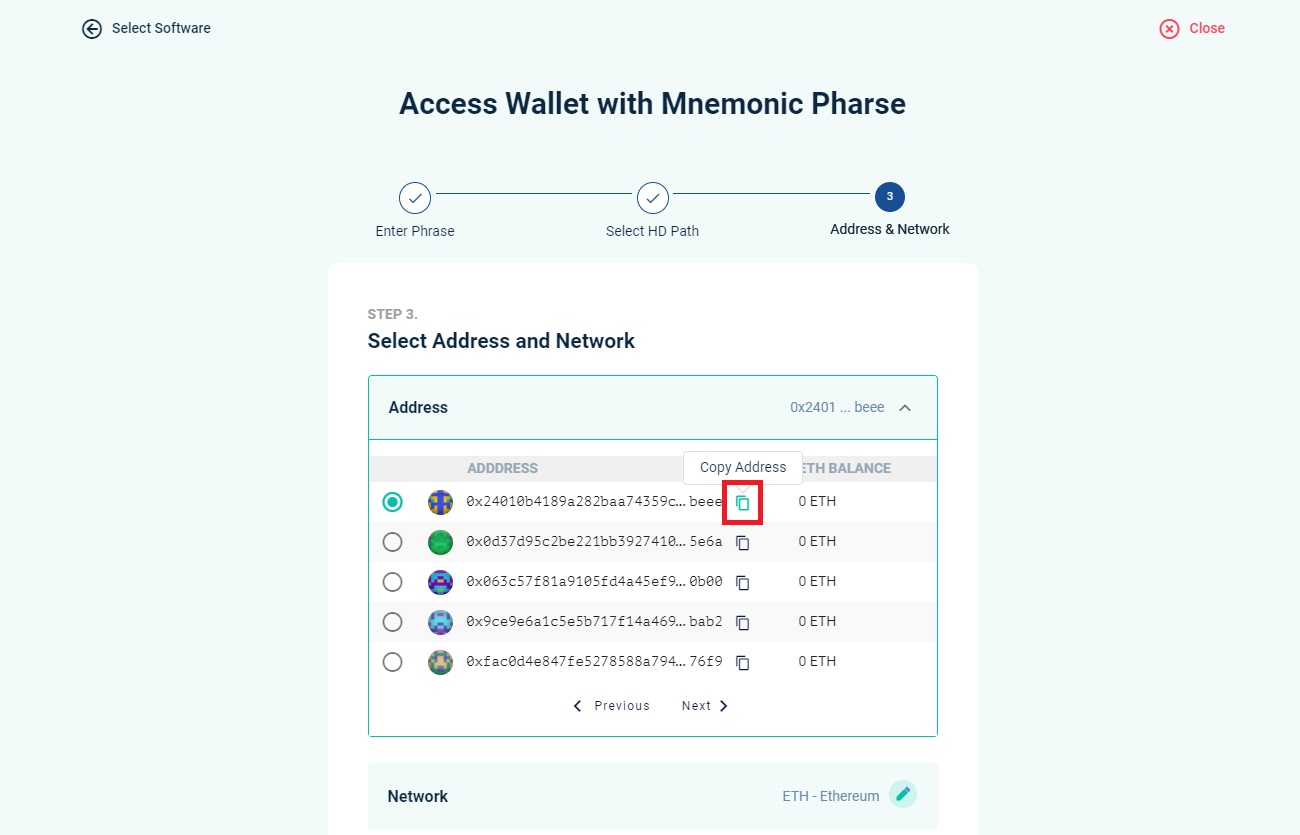 Select Software
Close
Access Wallet with Mnemonic Pharse
3
Enter Phrase
Select HD Path
Address & Network
STEP 3.
Select Address and Network
Address
0x2401 ... beee
Copy Address
ADDDRESS
ETH BALANCE
0x24010b4189a282baa74359c... beee 0 ETH
0x0d37d95c2be221bb3927410... 5e6a 0 ETH
0x063c57f81a9105fd4a45ef9... 0b00 0 ETH
0x9ce9e6a1c5e5b717f14a469... bab2 0 ETH
0xfac0d4e847fe5278588a794... 76f9 0 ETH
Previous
Next
Network
ETH - Ethereum